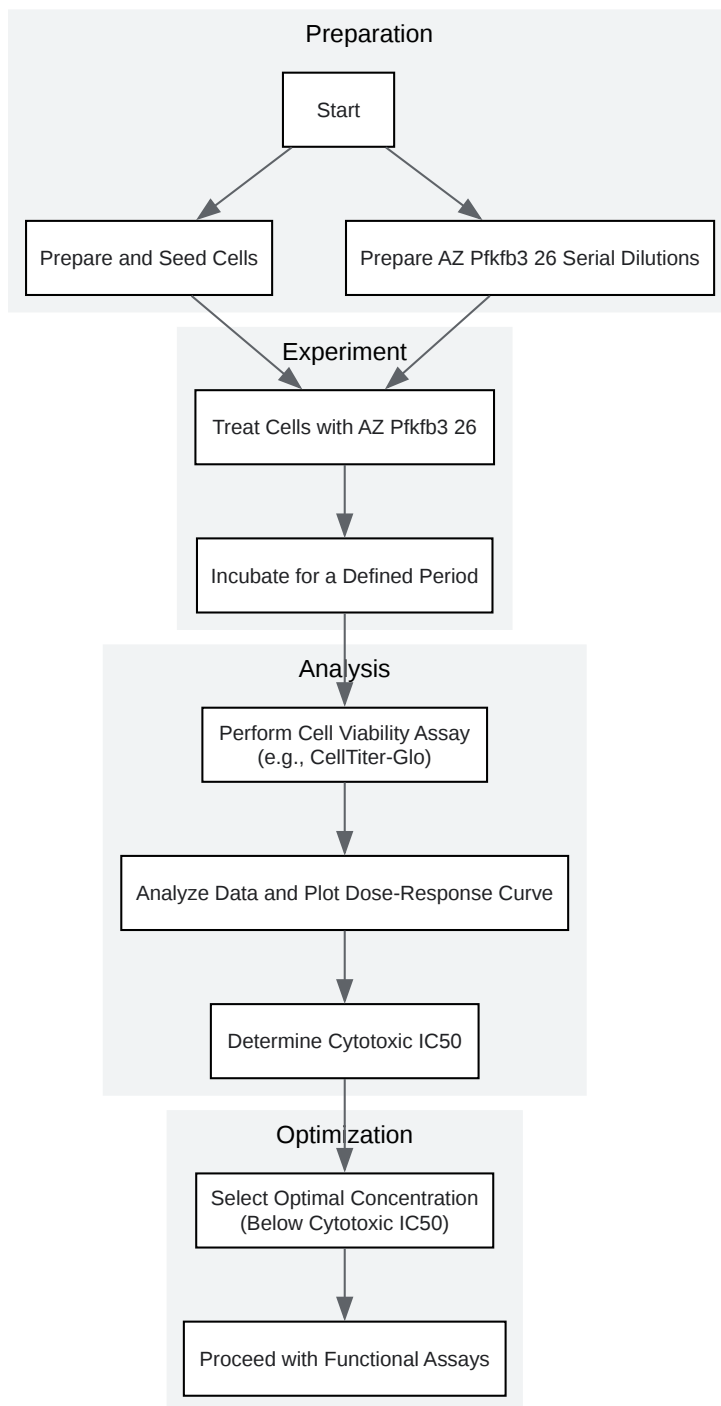 Preparation
Start
Prepare and Seed Cells
Prepare AZ Pfkfb3 26 Serial Dilutions
Experiment
Treat Cells with AZ Pfkfb3 26
Incubate for a Defined Period
Analysis
Perform Cell Viability Assay
(e.g., CellTiter-Glo)
Analyze Data and Plot Dose-Response Curve
Determine Cytotoxic IC50
Optimization
Select Optimal Concentration
(Below Cytotoxic IC50)
Proceed with Functional Assays